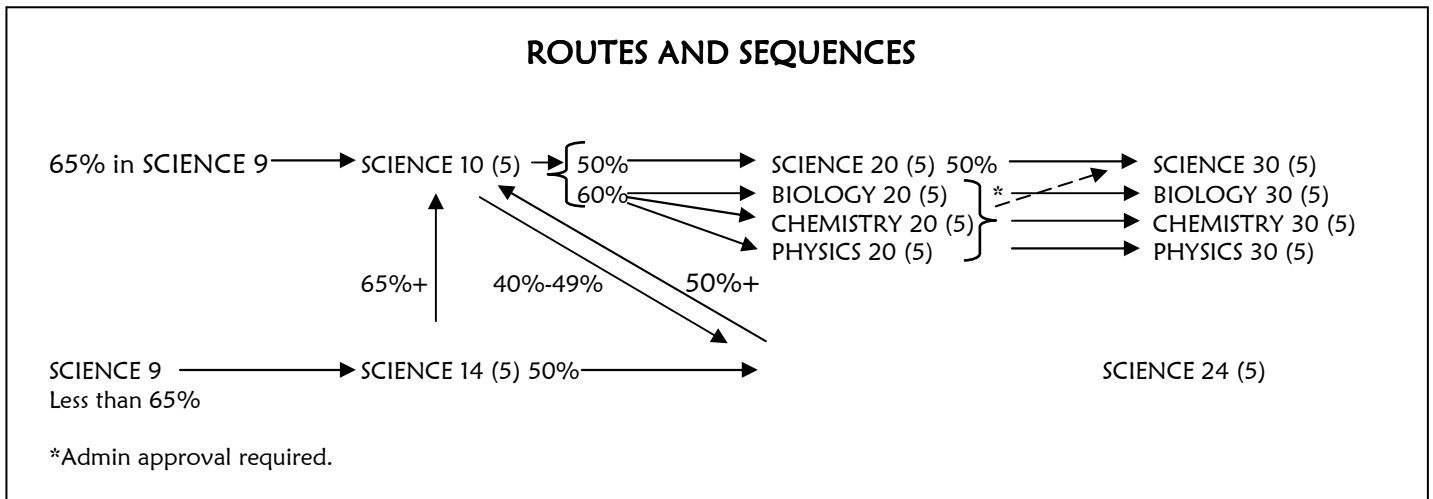 ROUTES AND SEQUENCES
65% in SCIENCE 9 SCIENCE 10 (5) 50% SCIENCE 20 (5) 50% SCIENCE 30 (5)
60% BIOLOGY 20 (5) * BIOLOGY 30 (5)
CHEMISTRY 20 (5) CHEMISTRY 30 (5)
PHYSICS 20 (5) PHYSICS 30 (5)
65%+ 40%-49% 50%+
SCIENCE 9 SCIENCE 14 (5) 50% SCIENCE 24 (5)
Less than 65%
*Admin approval required.